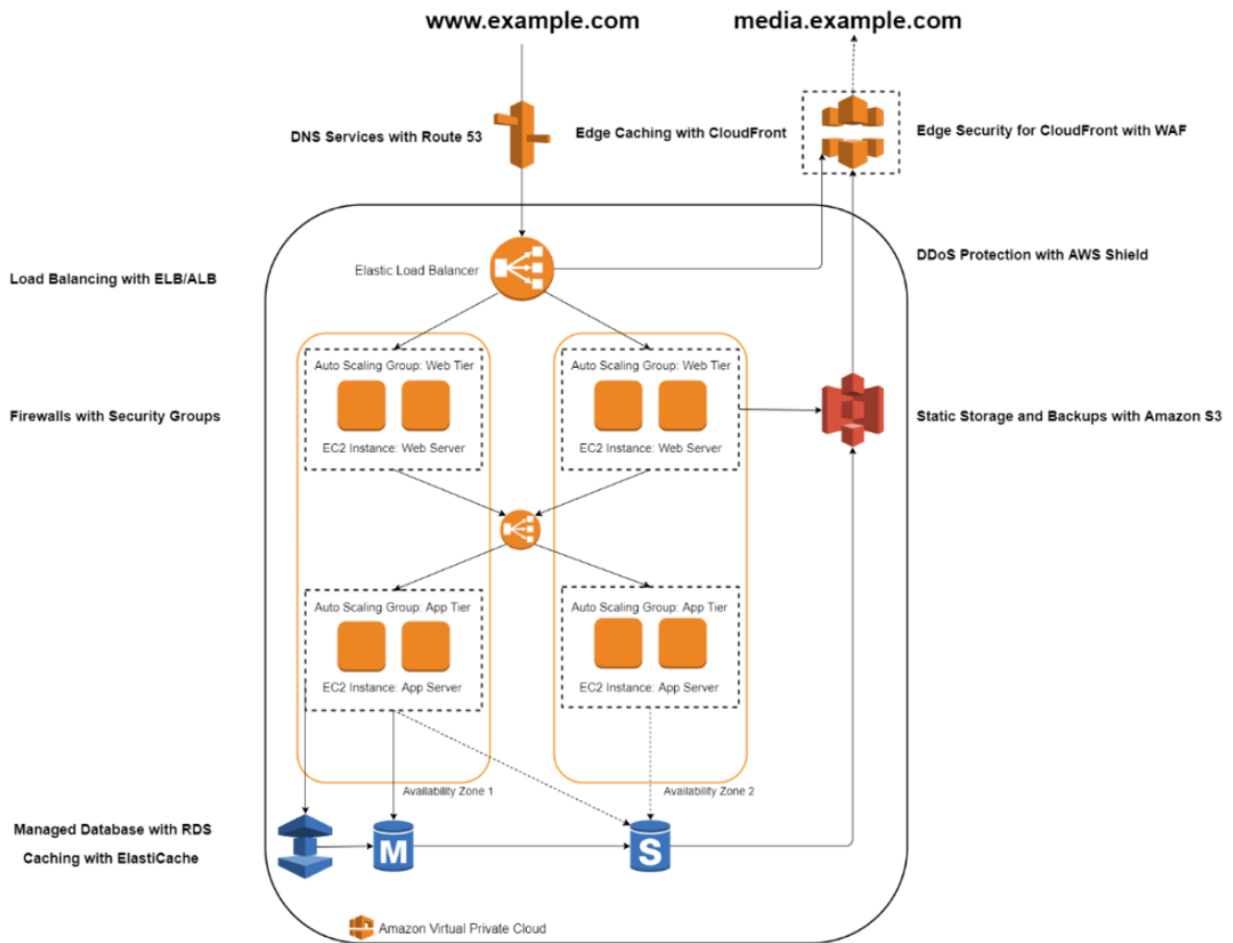 www.example.com
media.example.com
DNS Services with Route 53
Edge Caching with CloudFront
Edge Security for CloudFront with WAF
DDoS Protection with AWS Shield
Elastic Load Balancer
Load Balancing with ELB/ALB
Auto Scaling Group: Web Tier
Auto Scaling Group: Web Tier
Firewalls with Security Groups
Static Storage and Backups with Amazon S3
EC2 Instance: Web Server
EC2 Instance: Web Server
Auto Scaling Group: App Tier
Auto Scaling Group: App Tier
EC2 Instance: App Server
EC2 Instance: App Server
Availability Zone 1
Availability Zone 2
Managed Database with RDS
Caching with ElastiCache
M
S
Amazon Virtual Private Cloud